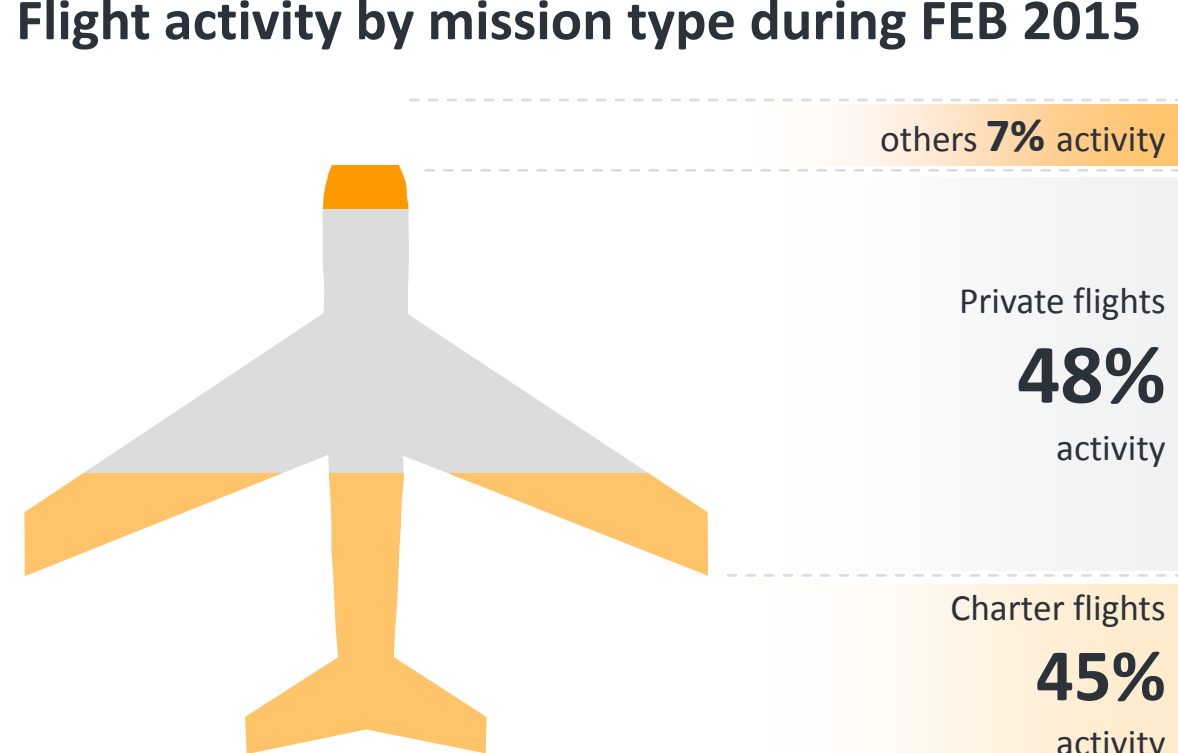 Flight activity by mission type during FEB 2015
others 7% activity
Private flights
48%
activity
Charter flights
45%
activity